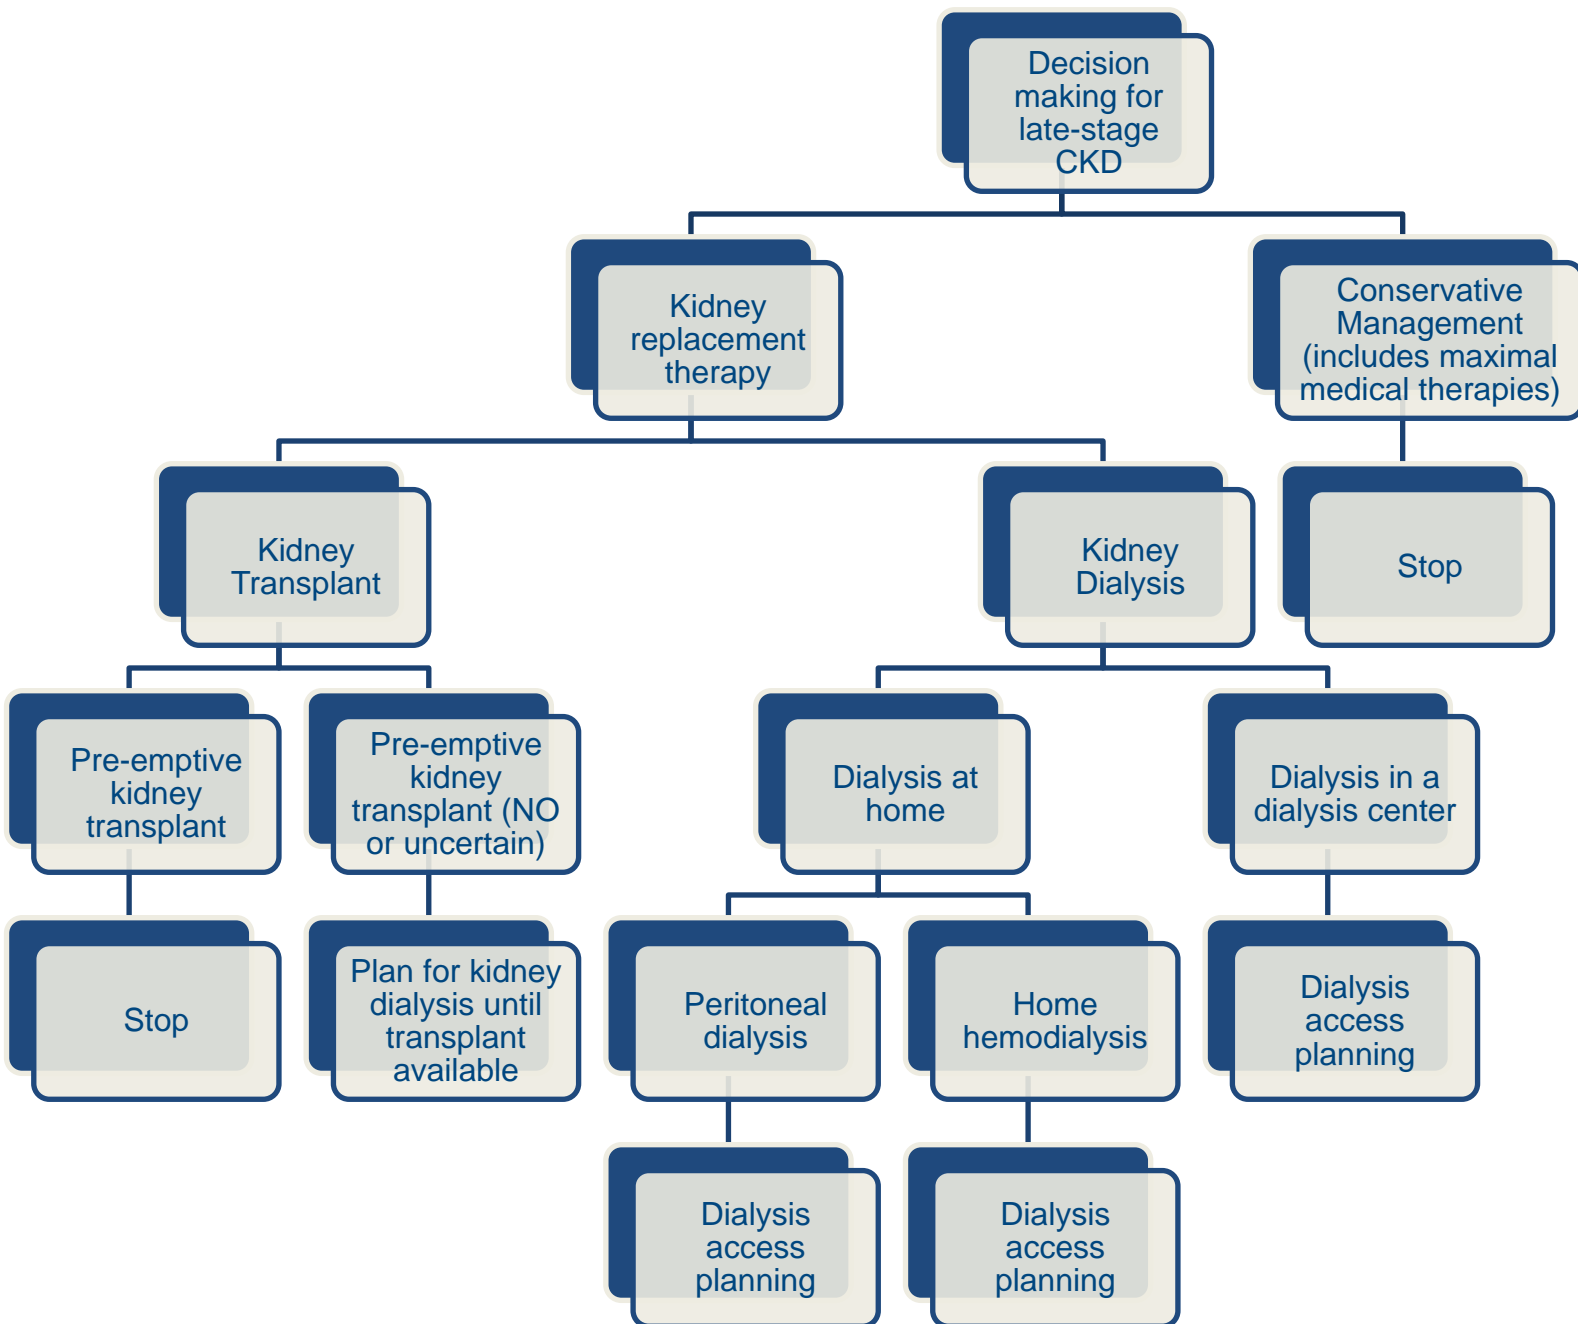 Decision
making for
late-stage
CKD
Kidney
replacement
therapy
Conservative
Management
(includes maximal
medical therapies)
Kidney
Transplant
Kidney
Dialysis
Stop
Pre-emptive
kidney
transplant
Pre-emptive
kidney
transplant (NO
or uncertain)
Dialysis at
home
Dialysis in a
dialysis center
Stop
Plan for kidney
dialysis until
transplant
available
Peritoneal
dialysis
Home
hemodialysis
Dialysis
access
planning
Dialysis
access
planning
Dialysis
access
planning